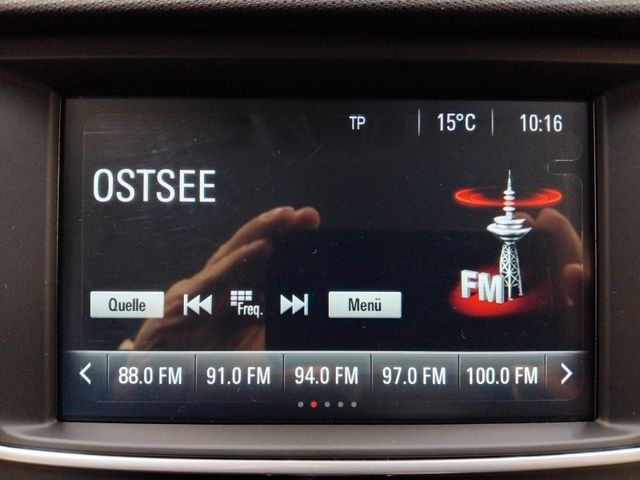 TP 15°C 10:16
OSTSEE
FM
Quelle Freq. Menü
88.0 FM 91.0 FM 94.0 FM 97.0 FM 100.0 FM